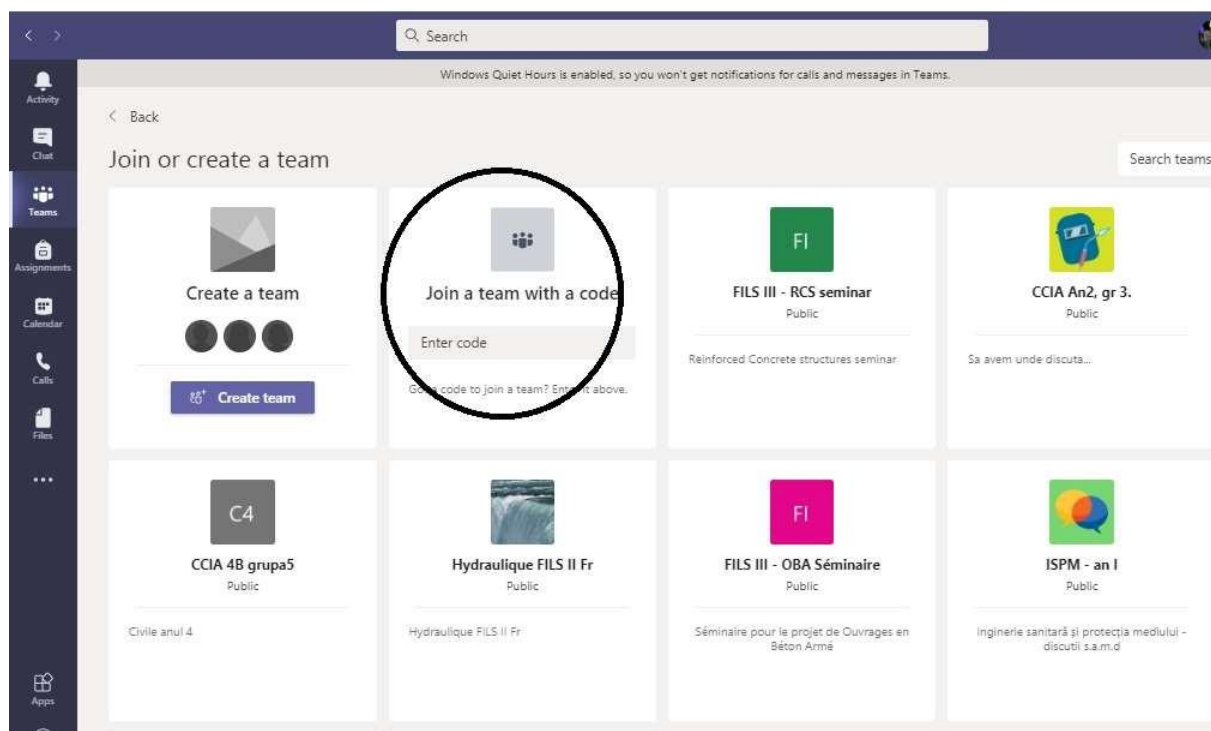 Search
Windows Quiet Hours is enabled, so you won't get notifications for calls and messages in Teams.
Activity
Chat
Teams
Assignments
Calendar
Calls
Files
Apps
Back
Join or create a team
Search teams
Create a team
Create team
Join a team with a code
Enter code
Got a code to join a team? Enter it above.
FI
FILS III - RCS seminar
Public
Reinforced Concrete structures seminar
CCIA An2, gr 3.
Public
Sa avem unde discuta...
C4
CCIA 4B grupa5
Public
Civile anul 4
Hydraulique FILS II Fr
Public
Hydraulique FILS II Fr
FI
FILS III - OBA Séminaire
Public
Séminaire pour le projet de Ouvrages en
Béton Armé
ISPM - an I
Public
Inginerie sanitară și protecția mediului -
discutii s.a.m.d